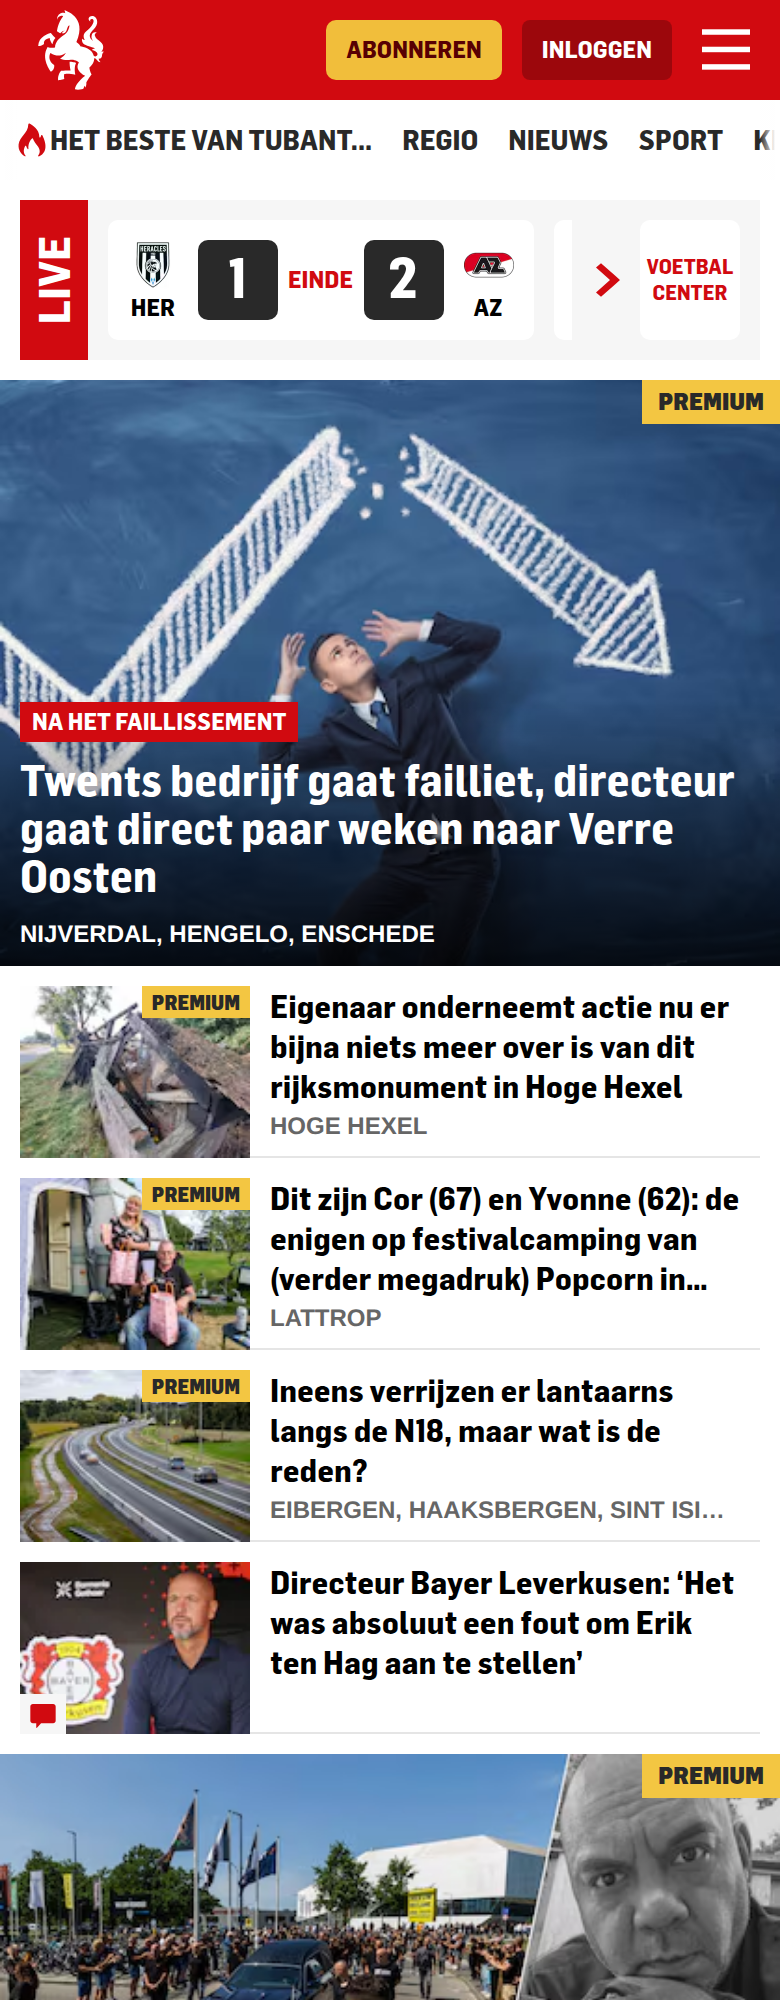 ABONNEREN
INLOGGEN
HET BESTE VAN TUBANT...
REGIO
NIEUWS
SPORT
LIVE
HERACLES
HER
1
EINDE
2
AZ
AZ
VOETBAL
CENTER
PREMIUM
NA HET FAILLISSEMENT
Twents bedrijf gaat failliet, directeur
gaat direct paar weken naar Verre
Oosten
NIJVERDAL, HENGELO, ENSCHEDE
PREMIUM
Eigenaar onderneemt actie nu er
bijna niets meer over is van dit
rijksmonument in Hoge Hexel
HOGE HEXEL
PREMIUM
Dit zijn Cor (67) en Yvonne (62): de
enigen op festivalcamping van
(verder megadruk) Popcorn in...
LATTROP
PREMIUM
Ineens verrijzen er lantaarns
langs de N18, maar wat is de
reden?
EIBERGEN, HAAKSBERGEN, SINT ISI...
Directeur Bayer Leverkusen: ‘Het
was absoluut een fout om Erik
ten Hag aan te stellen’
1904
BAYER
PREMIUM